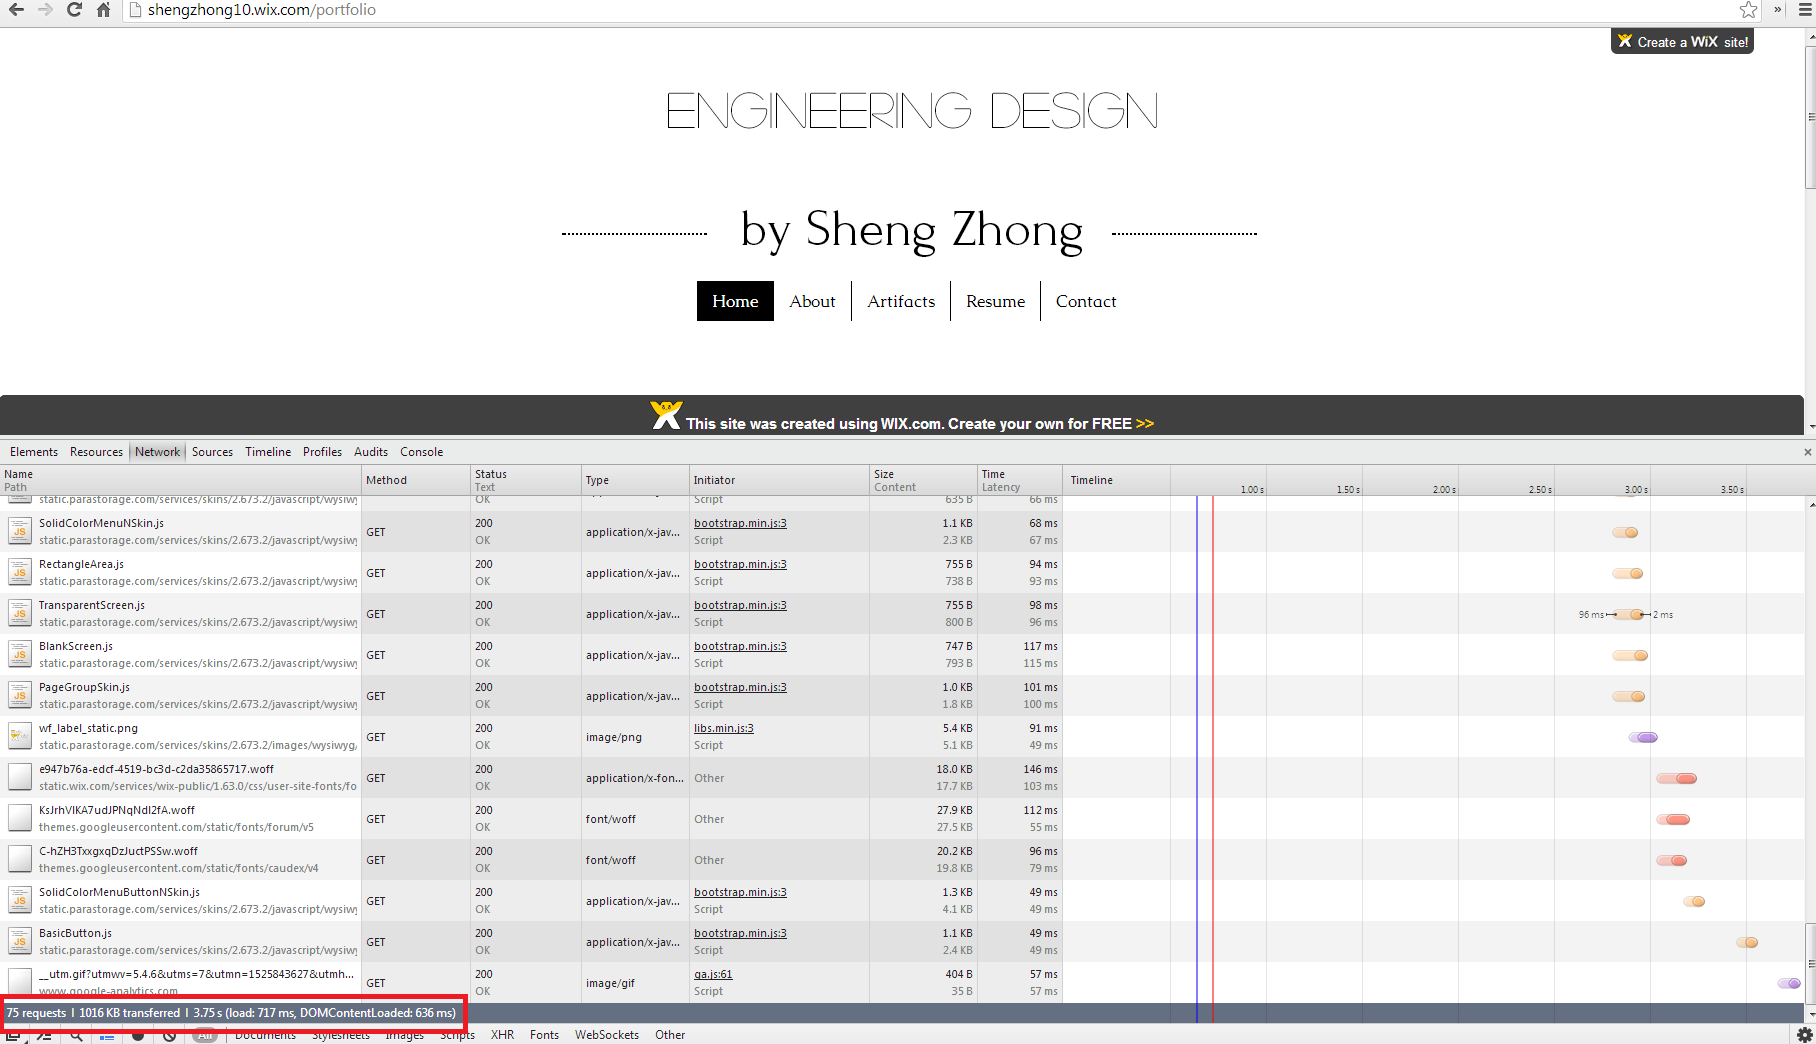 shengzhong10.wix.com/portfolio
»
Create a WiX site!
ENGINEERING DESIGN
by Sheng Zhong
Home About Artifacts Resume Contact
This site was created using WIX.com. Create your own for FREE >>
Elements Resources Network Sources Timeline Profiles Audits Console ×
Name Method Status Type Initiator Size Time Timeline
Path Text Content Latency
1.00 s 1.50 s 2.00 s 2.50 s 3.00 s 3.50 s
static.parastorage.com/services/skins/2.673.2/javascript/wysiwy OK Script 635 B 66 ms
SolidColorMenuNSkin.js 200 bootstrap.min.js:3 1.1 KB 68 ms
GET application/x-jav...
static.parastorage.com/services/skins/2.673.2/javascript/wysiwy OK Script 2.3 KB 67 ms
RectangleArea.js 200 bootstrap.min.js:3 755 B 94 ms
GET application/x-jav...
static.parastorage.com/services/skins/2.673.2/javascript/wysiwy OK Script 738 B 93 ms
TransparentScreen.js 200 bootstrap.min.js:3 755 B 98 ms
GET application/x-jav... 96 ms 2 ms
static.parastorage.com/services/skins/2.673.2/javascript/wysiwy OK Script 800 B 96 ms
BlankScreen.js 200 bootstrap.min.js:3 747 B 117 ms
GET application/x-jav...
static.parastorage.com/services/skins/2.673.2/javascript/wysiwy OK Script 793 B 115 ms
PageGroupSkin.js 200 bootstrap.min.js:3 1.0 KB 101 ms
GET application/x-jav...
static.parastorage.com/services/skins/2.673.2/javascript/wysiwy OK Script 1.8 KB 100 ms
wf_label_static.png 200 libs.min.js:3 5.4 KB 91 ms
GET image/png
static.parastorage.com/services/skins/2.673.2/images/wysiwyg/ OK Script 5.1 KB 49 ms
e947b76a-edcf-4519-bc3d-c2da35865717.woff 200 18.0 KB 146 ms
GET application/x-fon... Other
static.wix.com/services/wix-public/1.63.0/css/user-site-fonts/fo OK 17.7 KB 103 ms
KsJrhVIKA7udJPNqNdI2fA.woff 200 27.9 KB 112 ms
GET font/woff Other
themes.googleusercontent.com/static/fonts/forum/v5 OK 27.5 KB 55 ms
C-hZH3TxxgxqDzJuctPSSw.woff 200 20.2 KB 96 ms
GET font/woff Other
themes.googleusercontent.com/static/fonts/caudex/v4 OK 19.8 KB 79 ms
SolidColorMenuButtonNSkin.js 200 bootstrap.min.js:3 1.3 KB 49 ms
GET application/x-jav...
static.parastorage.com/services/skins/2.673.2/javascript/wysiwy OK Script 4.1 KB 49 ms
BasicButton.js 200 bootstrap.min.js:3 1.1 KB 49 ms
GET application/x-jav...
static.parastorage.com/services/skins/2.673.2/javascript/wysiwy OK Script 2.4 KB 49 ms
__utm.gif?utmwv=5.4.6&utms=7&utmn=1525843627&utmh... 200 ga.js:61 404 B 57 ms
GET image/gif
www.google-analytics.com OK Script 35 B 57 ms
75 requests | 1016 KB transferred | 3.75 s (load: 717 ms, DOMContentLoaded: 636 ms)
All Documents Stylesheets Images Scripts XHR Fonts WebSockets Other